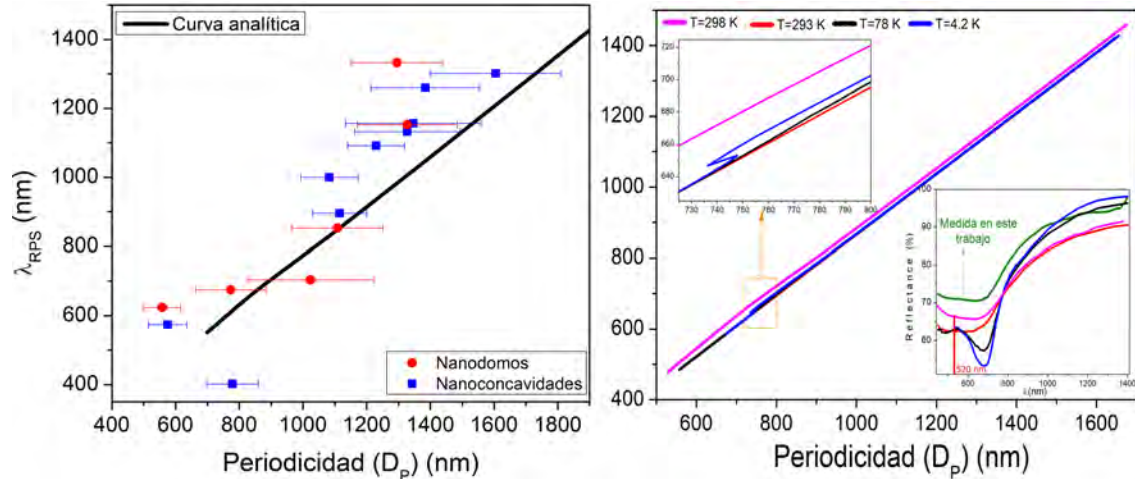 Curva analítica
1400
1200
1000
800
600
400
λRPS (nm)
Nanodomos
Nanoconcavidades
400 600 800 1000 1200 1400 1600 1800
Periodicidad (DP) (nm)
T=298 K T=293 K T=78 K T=4.2 K
1400
1200
1000
800
600
400
720
700
680
660
640
730 740 750 760 770 780 790 800
100
90
80
70
60
Reflectance (%)
Medida en este
trabajo
520 nm
600 800 1000 1200 1400
λ(nm)
600 800 1000 1200 1400 1600
Periodicidad (DP) (nm)